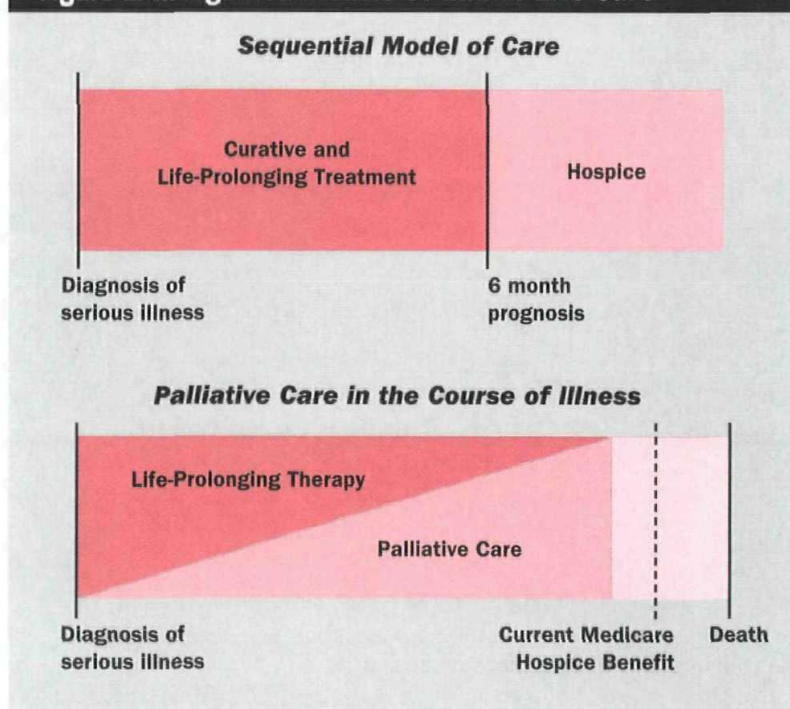 Sequential Model of Care
Curative and
Life-Prolonging Treatment
Hospice
Diagnosis of
serious illness
6 month
prognosis
Palliative Care in the Course of Illness
Life-Prolonging Therapy
Palliative Care
Diagnosis of
serious illness
Current Medicare
Hospice Benefit
Death